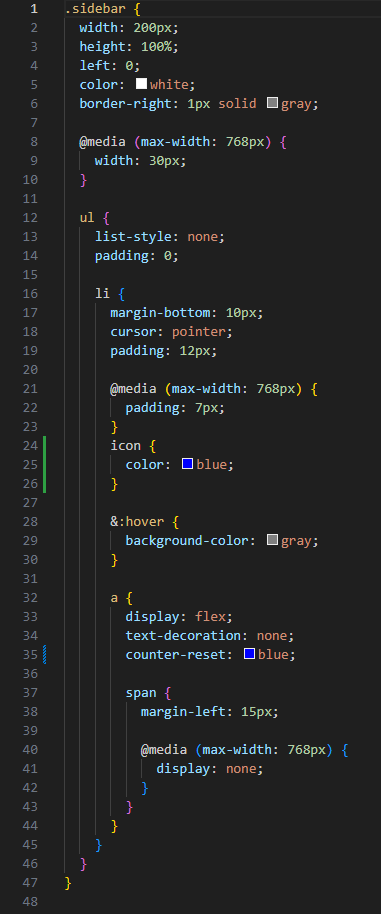 1 .sidebar {
2 width: 200px;
3 height: 100%;
4 left: 0;
5 color: white;
6 border-right: 1px solid gray;
7
8 @media (max-width: 768px) {
9 width: 30px;
10 }
11
12 ul {
13 list-style: none;
14 padding: 0;
15
16 li {
17 margin-bottom: 10px;
18 cursor: pointer;
19 padding: 12px;
20
21 @media (max-width: 768px) {
22 padding: 7px;
23 }
24 icon {
25 color: blue;
26 }
27
28 &:hover {
29 background-color: gray;
30 }
31
32 a {
33 display: flex;
34 text-decoration: none;
35 counter-reset: blue;
36
37 span {
38 margin-left: 15px;
39
40 @media (max-width: 768px) {
41 display: none;
42 }
43 }
44 }
45 }
46 }
47 }
48